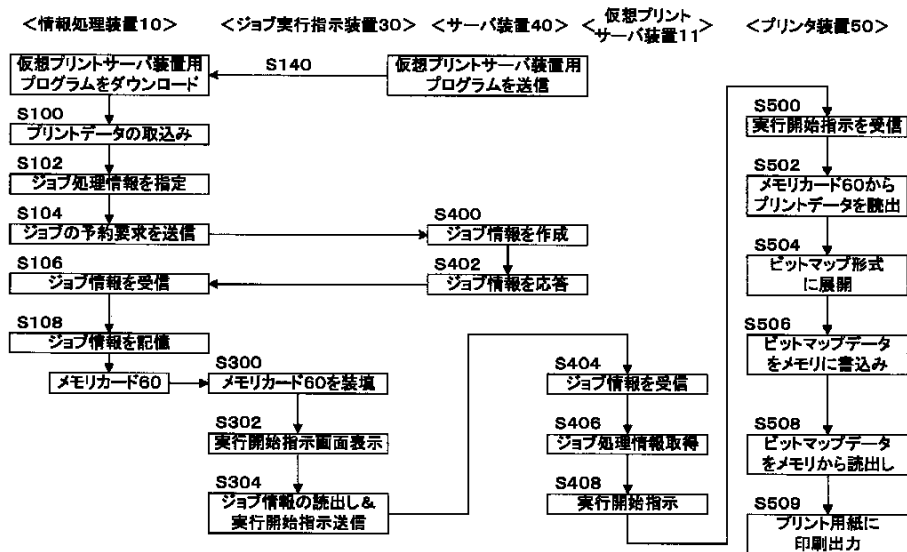 <情報処理装置10>
<ジョブ実行指示装置30>
<サーバ装置40>
<仮想プリント
サーバ装置11>
<プリンタ装置50>
仮想プリントサーバ装置用
プログラムをダウンロード
S140
仮想プリントサーバ装置用
プログラムを送信
S100
プリントデータの取込み
S102
ジョブ処理情報を指定
S104
ジョブの予約要求を送信
S400
ジョブ情報を作成
S402
ジョブ情報を応答
S106
ジョブ情報を受信
S108
ジョブ情報を記憶
メモリカード60
S300
メモリカード60を装填
S302
実行開始指示画面表示
S304
ジョブ情報の読出し&
実行開始指示送信
S404
ジョブ情報を受信
S406
ジョブ処理情報取得
S408
実行開始指示
S500
実行開始指示を受信
S502
メモリカード60から
プリントデータを読出
S504
ビットマップ形式
に展開
S506
ビットマップデータ
をメモリに書込み
S508
ビットマップデータ
をメモリから読出し
S509
プリント用紙に
印刷出力